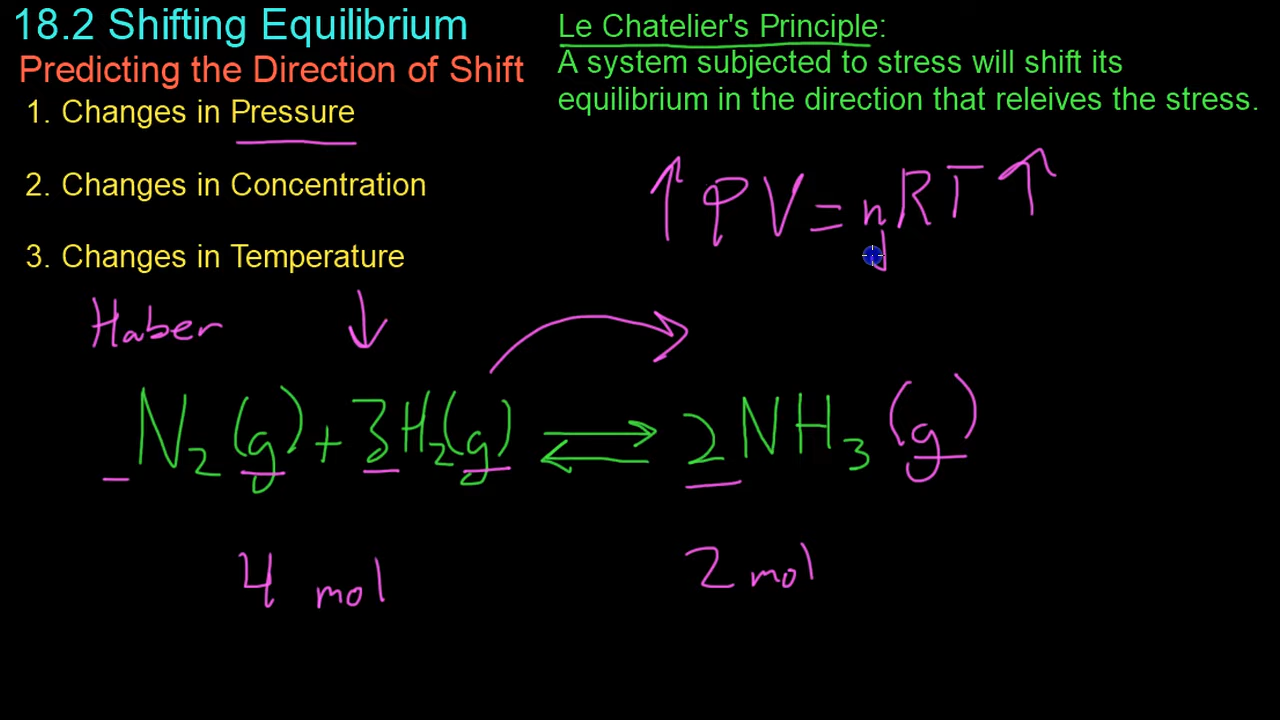 18.2 Shifting Equilibrium
Predicting the Direction of Shift
1. Changes in Pressure
2. Changes in Concentration
3. Changes in Temperature
Le Chatelier's Principle:
A system subjected to stress will shift its
equilibrium in the direction that releives the stress.
↑ PV = nRT ↑
Haber ↓
N₂(g) + 3H₂(g) ⇌ 2NH₃(g)
4 mol 2 mol